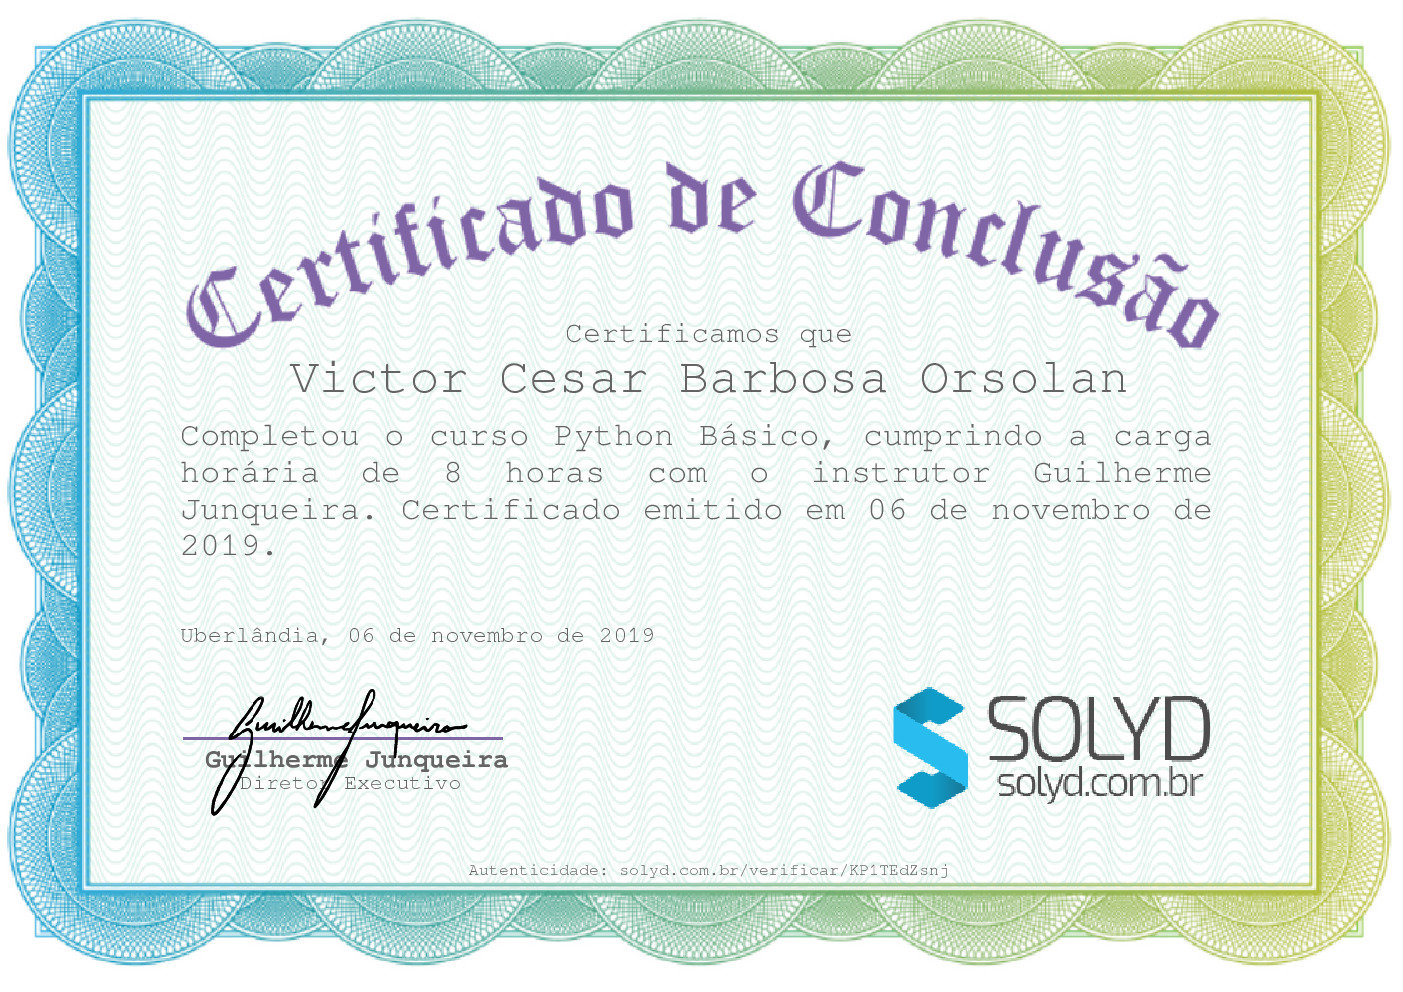 Certificado de Conclusão
Certificamos que
Victor Cesar Barbosa Orsolan
Completou o curso Python Básico, cumprindo a carga
horária de 8 horas com o instrutor Guilherme
Junqueira. Certificado emitido em 06 de novembro de
2019.
Uberlândia, 06 de novembro de 2019
Guilherme Junqueira
Guilherme Junqueira
Diretor Executivo
SOLYD
solyd.com.br
Autenticidade: solyd.com.br/verificar/KP1TEdZsnj